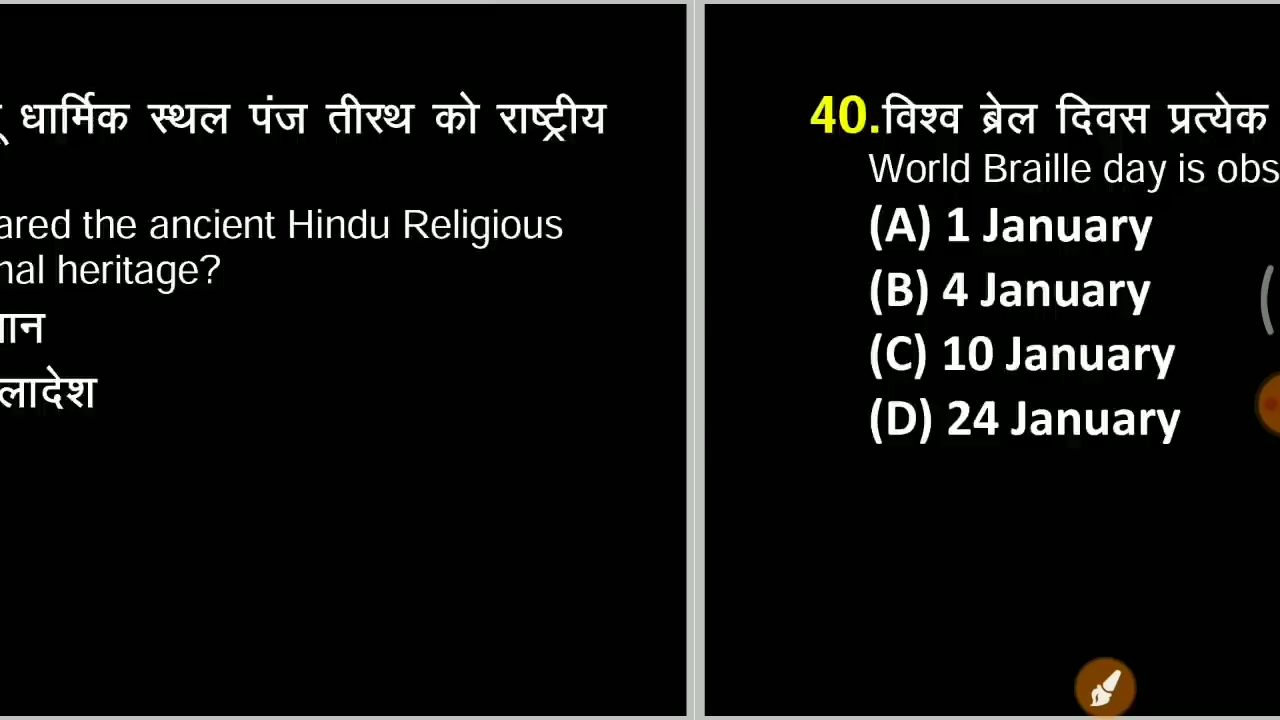 धार्मिक स्थल पंज तीरथ को राष्ट्रीय
ared the ancient Hindu Religious
nal heritage?
ान
लादेश
40.विश्व ब्रेल दिवस प्रत्येक
World Braille day is obs
(A) 1 January
(B) 4 January
(C) 10 January
(D) 24 January